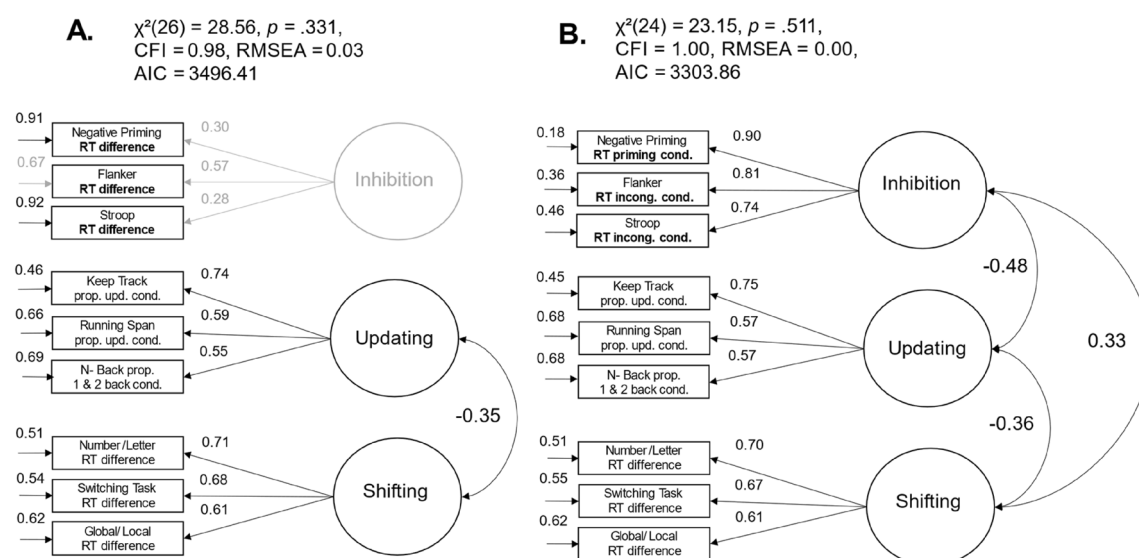 A.
χ²(26) = 28.56, p = .331,
CFI = 0.98, RMSEA = 0.03
AIC = 3496.41
0.91
Negative Priming
RT difference
0.30
0.67
Flanker
RT difference
0.57
0.92
Stroop
RT difference
0.28
Inhibition
0.46
Keep Track
prop. upd. cond.
0.74
0.66
Running Span
prop. upd. cond.
0.59
0.69
N- Back prop.
1 & 2 back cond.
0.55
Updating
-0.35
0.51
Number/Letter
RT difference
0.71
0.54
Switching Task
RT difference
0.68
0.62
Global/ Local
RT difference
0.61
Shifting
B.
χ²(24) = 23.15, p = .511,
CFI = 1.00, RMSEA = 0.00,
AIC = 3303.86
0.18
Negative Priming
RT priming cond.
0.90
0.36
Flanker
RT incong. cond.
0.81
0.46
Stroop
RT incong. cond.
0.74
Inhibition
-0.48
0.33
0.45
Keep Track
prop. upd. cond.
0.75
0.68
Running Span
prop. upd. cond.
0.57
0.68
N- Back prop.
1 & 2 back cond.
0.57
Updating
-0.36
0.51
Number/Letter
RT difference
0.70
0.55
Switching Task
RT difference
0.67
0.62
Global/ Local
RT difference
0.61
Shifting